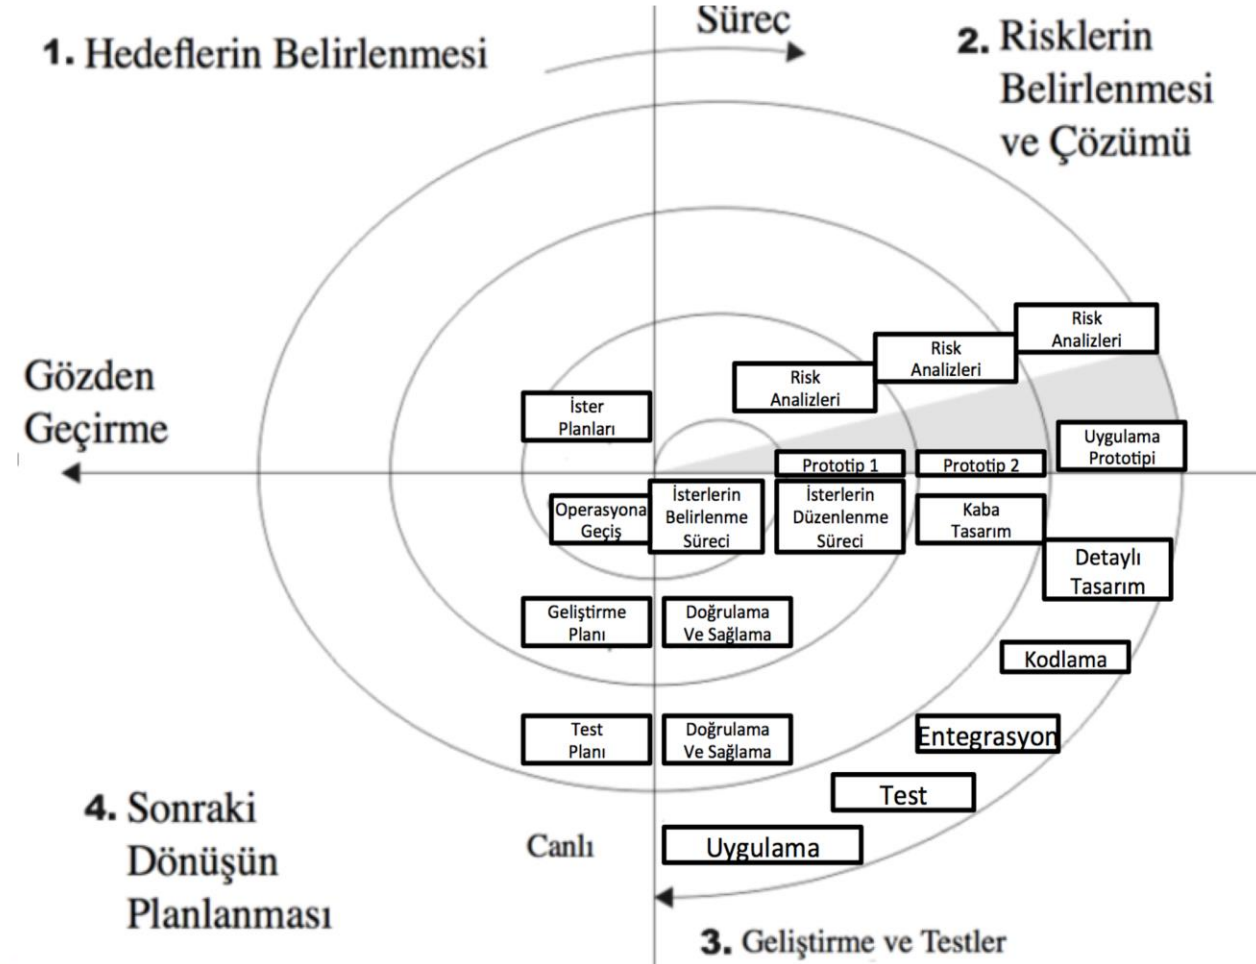 Süreç
1. Hedeflerin Belirlenmesi
2. Risklerin
Belirlenmesi
ve Çözümü
Risk
Analizleri
Risk
Analizleri
Risk
Analizleri
Gözden
Geçirme
İster
Planları
Uygulama
Prototipi
Prototip 1
Prototip 2
Operasyona
Geçiş
İsterlerin
Belirlenme
Süreci
İsterlerin
Düzenlenme
Süreci
Kaba
Tasarım
Detaylı
Tasarım
Geliştirme
Planı
Doğrulama
Ve Sağlama
Kodlama
Test
Planı
Doğrulama
Ve Sağlama
Entegrasyon
Test
4. Sonraki
Dönüşün
Planlanması
Canlı
Uygulama
3. Geliştirme ve Testler